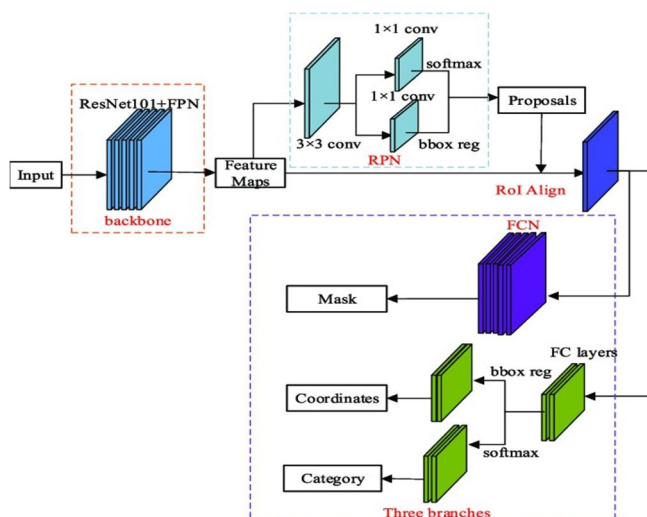 1×1 conv
softmax
ResNet101+FPN
1×1 conv
Proposals
3×3 conv
bbox reg
RPN
Input
Feature
Maps
RoI Align
backbone
FCN
Mask
FC layers
bbox reg
Coordinates
softmax
Category
Three branches